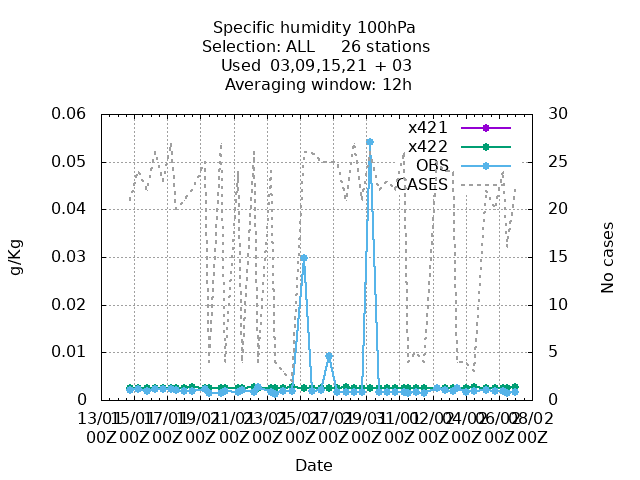 Specific humidity 100hPa
Selection: ALL 26 stations
Used 03,09,15,21 + 03
Averaging window: 12h
0.06 30
x421
x422
OBS
CASES
0.05 25
0.04 20
0.03 15
0.02 10
0.01 5
0 0
g/Kg
No cases
13/01 15/01 17/01 19/01 21/01 23/01 25/01 27/01 29/01 31/01 02/02 04/02 06/02 08/02
00Z 00Z 00Z 00Z 00Z 00Z 00Z 00Z 00Z 00Z 00Z 00Z 00Z 00Z
Date